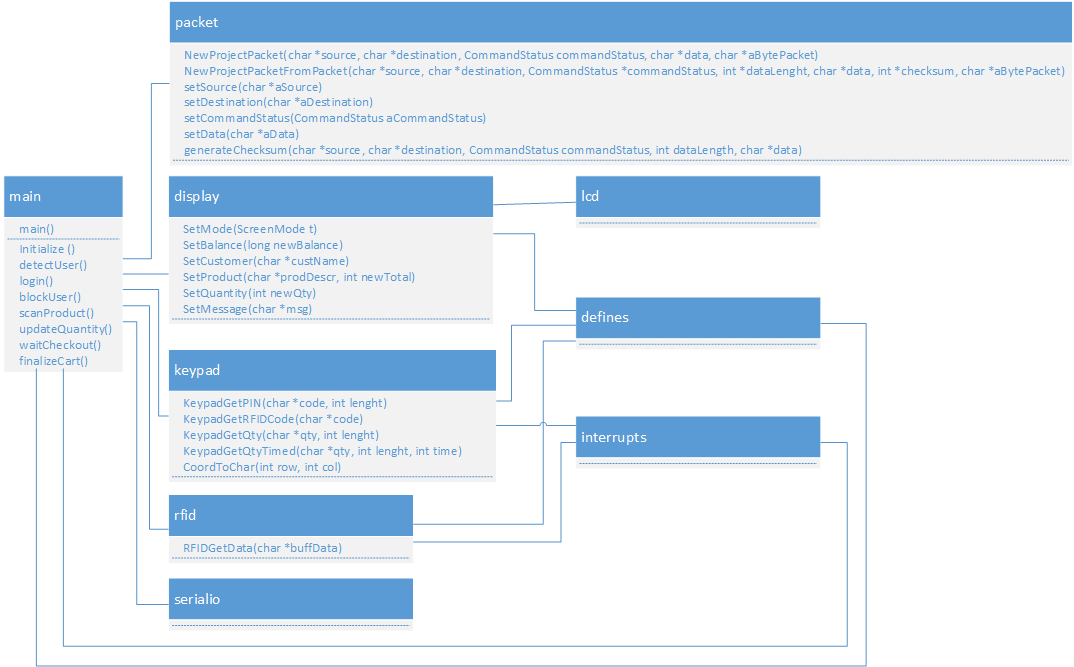 packet
NewProjectPacket(char *source, char *destination, CommandStatus commandStatus, char *data, char *aBytePacket)
NewProjectPacketFromPacket(char *source, char *destination, CommandStatus *commandStatus, int *dataLenght, char *data, int *checksum, char *aBytePacket)
setSource(char *aSource)
setDestination(char *aDestination)
setCommandStatus(CommandStatus aCommandStatus)
setData(char *aData)
generateChecksum(char *source, char *destination, CommandStatus commandStatus, int dataLength, char *data)
main
main()
Initialize ()
detectUser()
login()
blockUser()
scanProduct()
updateQuantity()
waitCheckout()
finalizeCart()
display
SetMode(ScreenMode t)
SetBalance(long newBalance)
SetCustomer(char *custName)
SetProduct(char *prodDescr, int newTotal)
SetQuantity(int newQty)
SetMessage(char *msg)
lcd
defines
keypad
KeypadGetPIN(char *code, int lenght)
KeypadGetRFIDCode(char *code)
KeypadGetQty(char *qty, int lenght)
KeypadGetQtyTimed(char *qty, int lenght, int time)
CoordToChar(int row, int col)
interrupts
rfid
RFIDGetData(char *buffData)
serialio